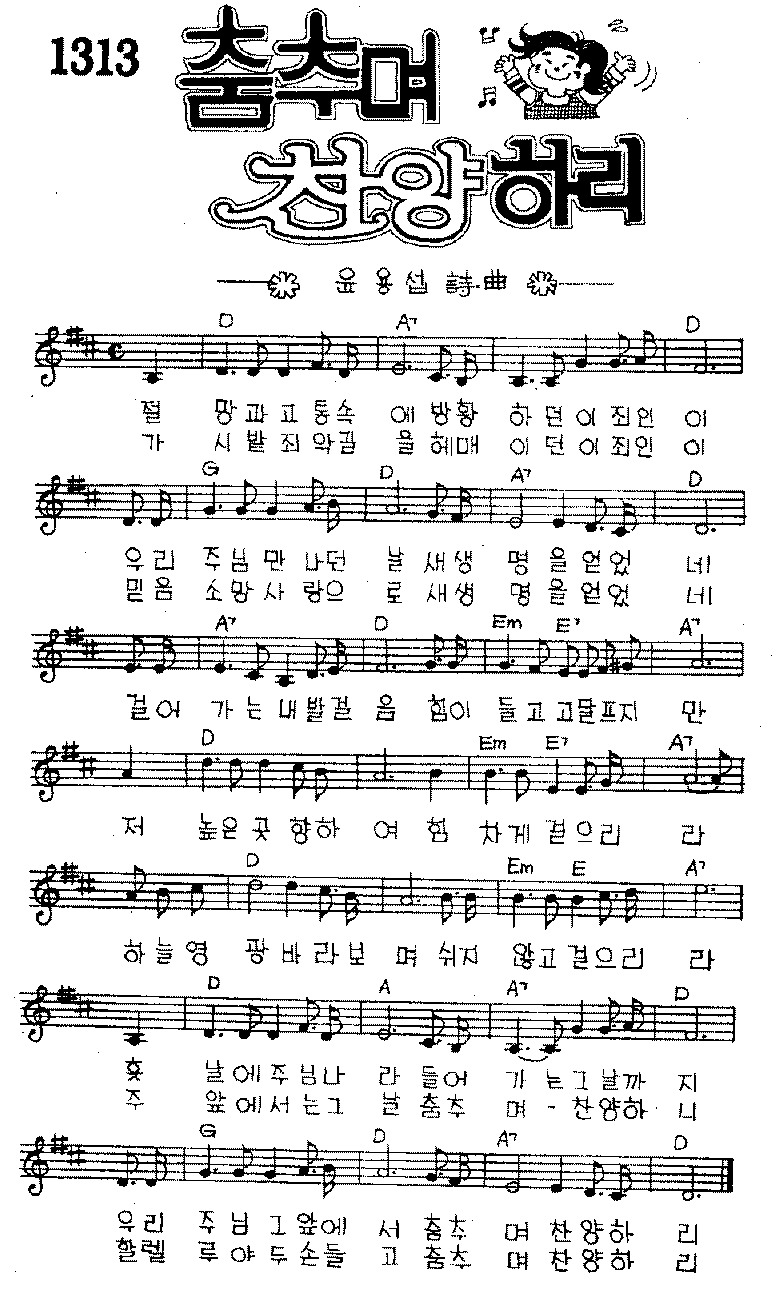 1313
춤추며
찬양하리
윤용섭 詩·曲
D A7 D
절 망과고통속 에방황 하던이죄인 이
가 시밭죄악길 을헤매 이던이죄인 이
G D A7 D
우리 주님만나던 날새생 명을얻었 네
믿음 소망사랑으 로새생 명을얻었 네
A7 D Em E7 A7
걸어 가는내발걸 음 힘이 들고고달프지 만
D Em E7 A7
저 높은곳향하 여힘 차게걸으리 라
D Em E A7
하늘영 광바라보 며쉬지 않고걸으리 라
D A A7 D
훗 날에주님나 라들어 가는그날까 지
주 앞에서는그 날춤추 며-찬양하 니
G D A7 D
우리 주님그앞에 서춤추 며찬양하 리
할렐 루야두손들 고춤추 며찬양하 리